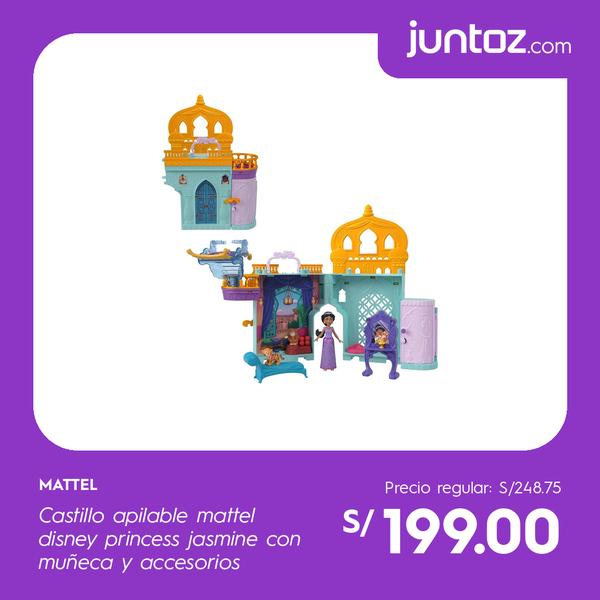 juntoz.com
MATTEL
Castillo apilable mattel
disney princess jasmine con
muñeca y accesorios
Precio regular: S/248.75
S/199.00